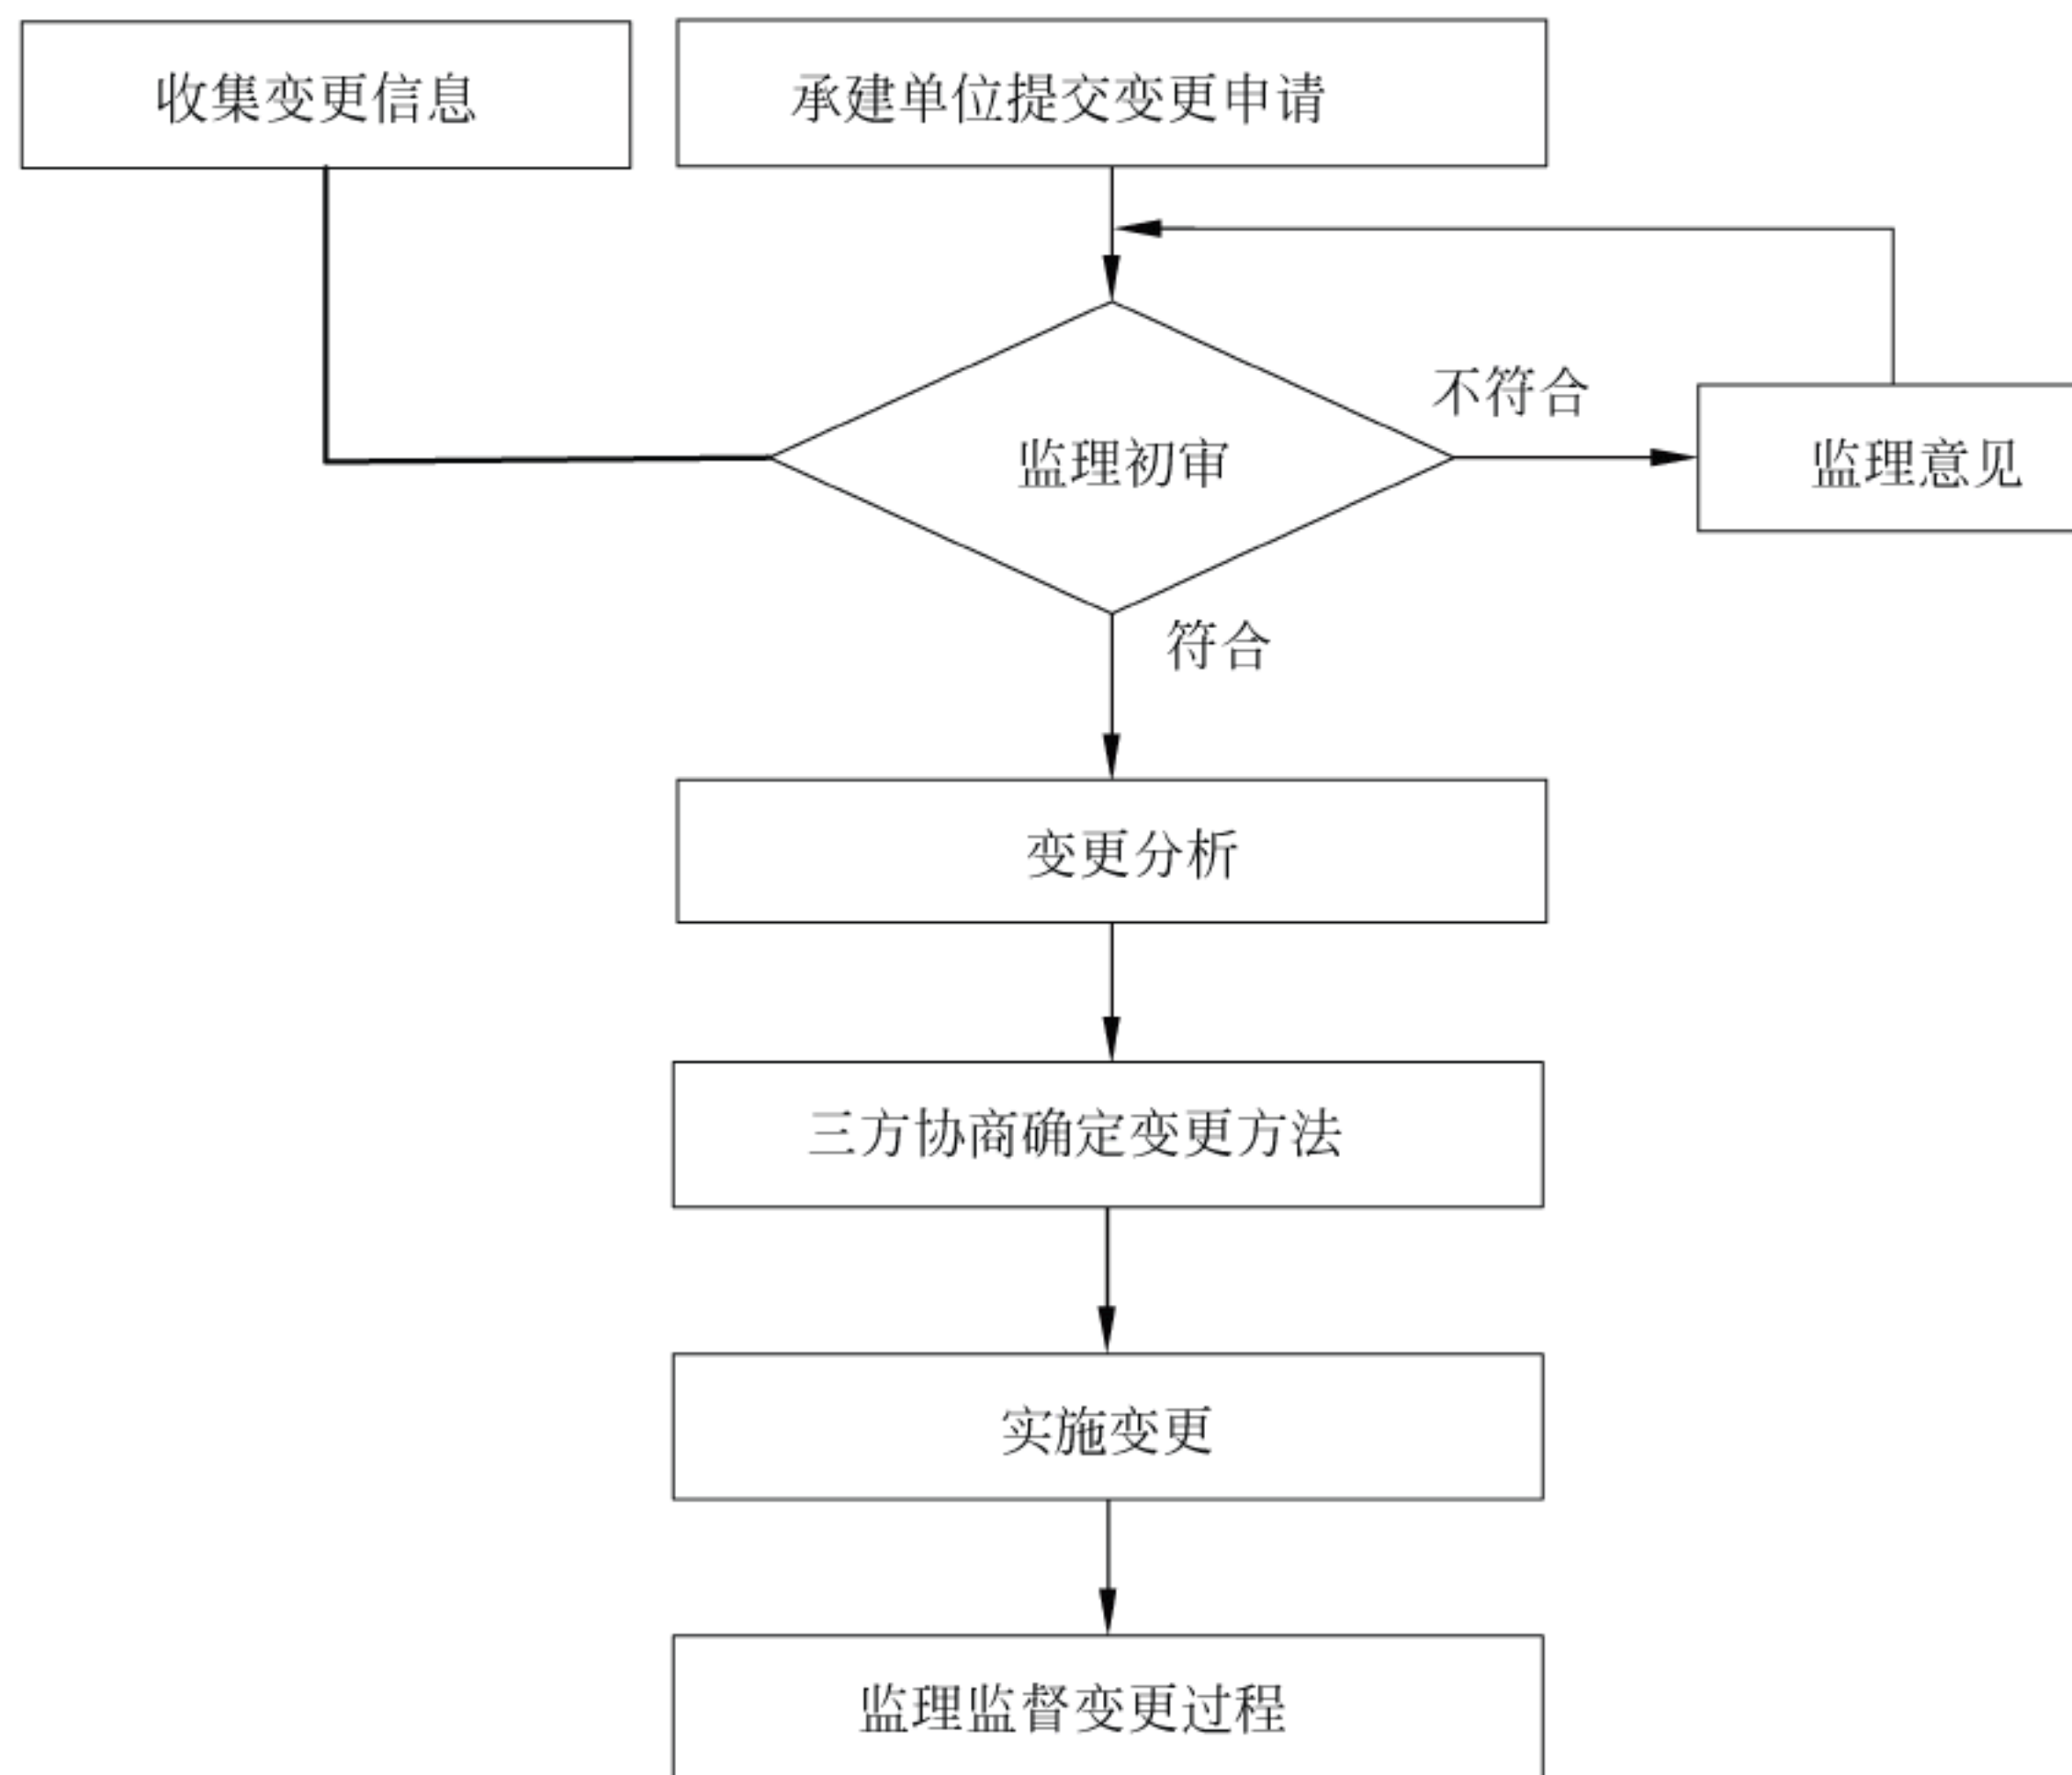 收集变更信息
承建单位提交变更申请
不符合
监理初审
监理意见
符合
变更分析
三方协商确定变更方法
实施变更
监理监督变更过程